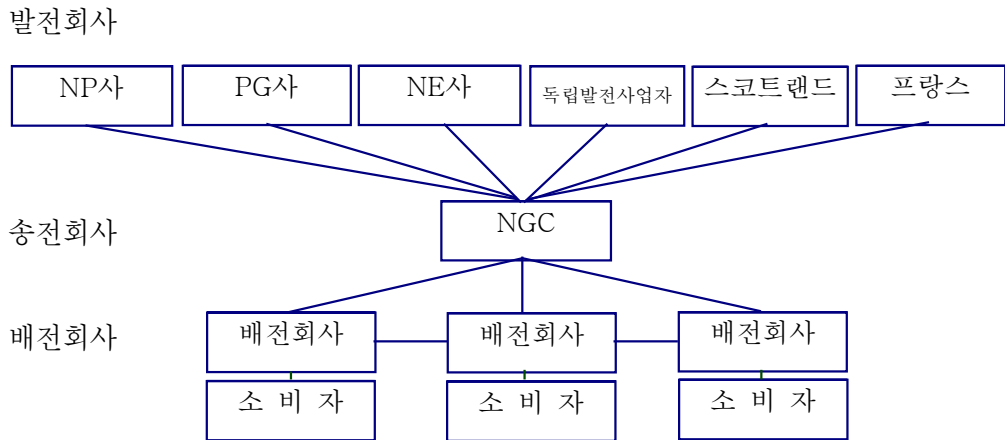 발전회사
NP사 PG사 NE사 독립발전사업자 스코트랜드 프랑스
송전회사 NGC
배전회사 배전회사 배전회사 배전회사
소 비 자 소 비 자 소 비 자